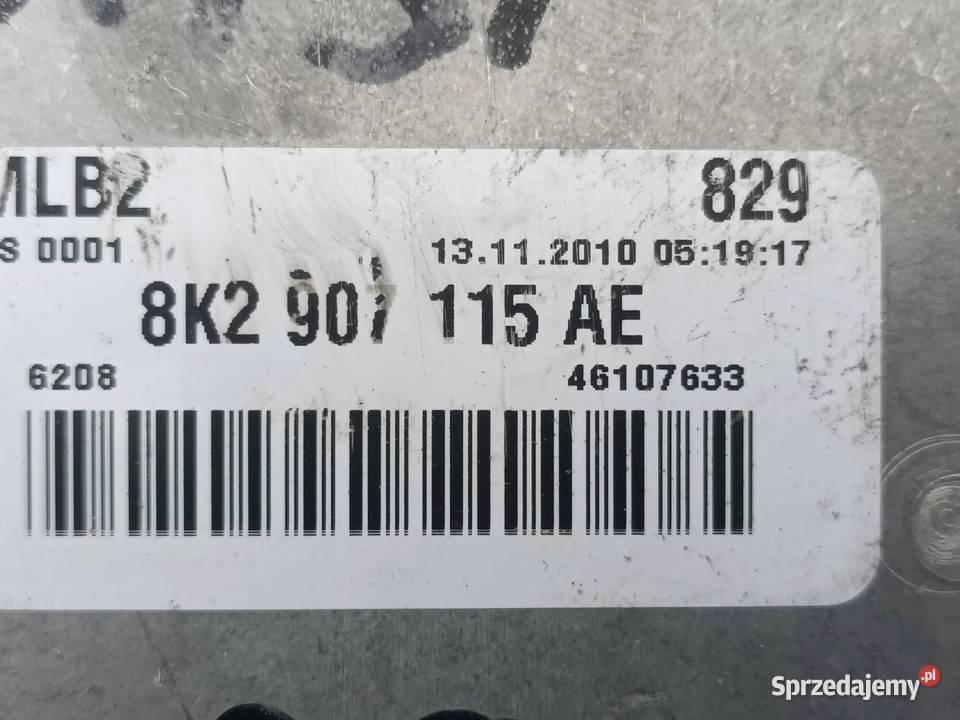 MLB2 829
S 0001 13.11.2010 05:19:17
8K2 907 115 AE
6208 46107633
Sprzedajemy.pl